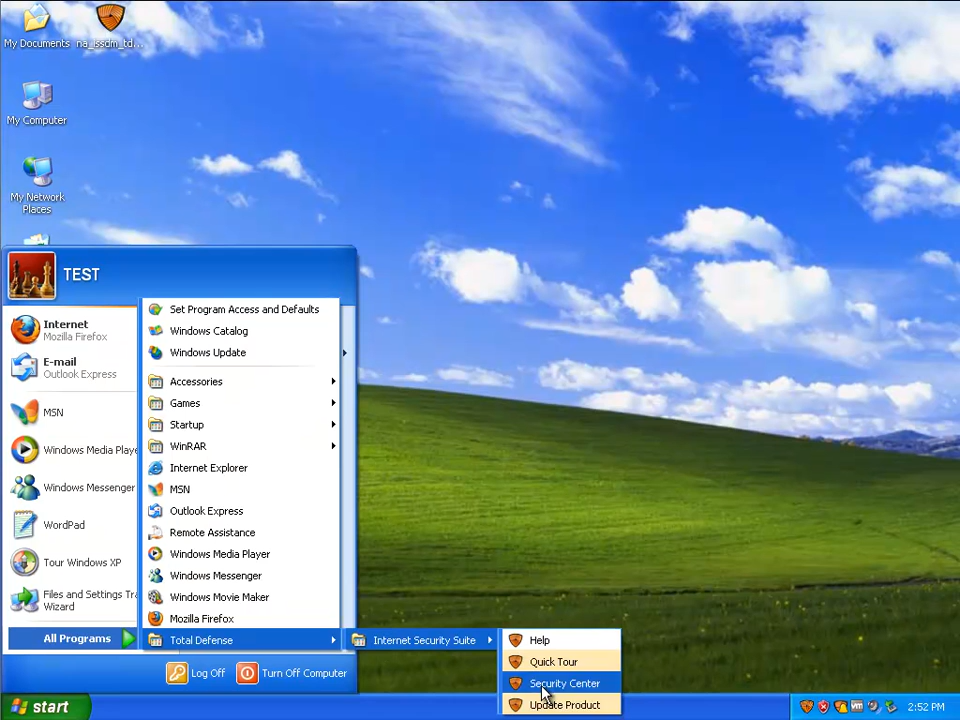 My Documents
na_issdm_td...
My Computer
My Network
Places
TEST
Internet
Mozilla Firefox
E-mail
Outlook Express
MSN
Windows Media Playe
Windows Messenger
WordPad
Tour Windows XP
Files and Settings Tra
Wizard
All Programs
Set Program Access and Defaults
Windows Catalog
Windows Update
Accessories
Games
Startup
WinRAR
Internet Explorer
MSN
Outlook Express
Remote Assistance
Windows Media Player
Windows Messenger
Windows Movie Maker
Mozilla Firefox
Total Defense
Internet Security Suite
Help
Quick Tour
Security Center
Update Product
Log Off
Turn Off Computer
start
2:52 PM